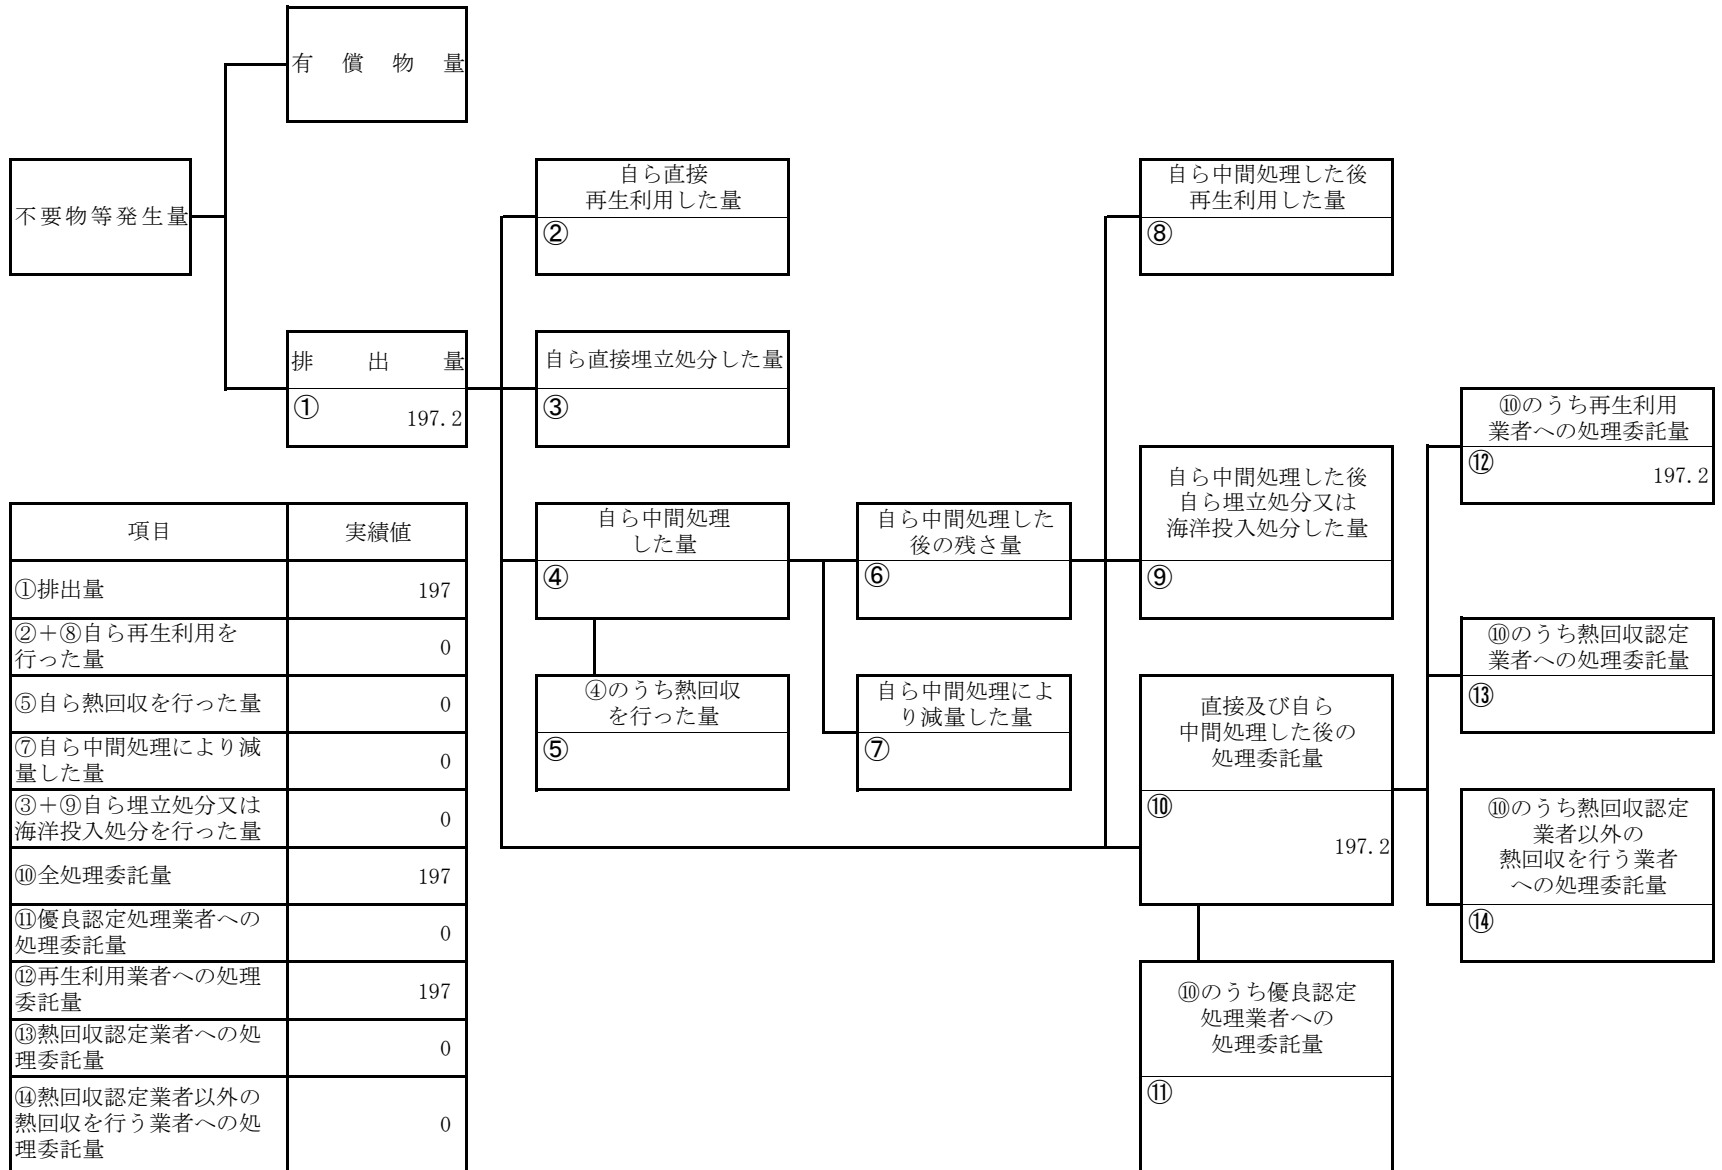 有償物量
不要物等発生量
排出量
①
197.2
自ら直接
再生利用した量
②
自ら直接埋立処分した量
③
自ら中間処理
した量
④
④のうち熱回収
を行った量
⑤
自ら中間処理した
後の残さ量
⑥
自ら中間処理によ
り減量した量
⑦
自ら中間処理した後
再生利用した量
⑧
自ら中間処理した後
自ら埋立処分又は
海洋投入処分した量
⑨
直接及び自ら
中間処理した後の
処理委託量
⑩
197.2
⑩のうち優良認定
処理業者への
処理委託量
⑪
⑩のうち再生利用
業者への処理委託量
⑫
197.2
⑩のうち熱回収認定
業者への処理委託量
⑬
⑩のうち熱回収認定
業者以外の
熱回収を行う業者
への処理委託量
⑭
項目 実績値
①排出量 197
②＋⑧自ら再生利用を
行った量 0
⑤自ら熱回収を行った量 0
⑦自ら中間処理により減
量した量 0
③＋⑨自ら埋立処分又は
海洋投入処分を行った量 0
⑩全処理委託量 197
⑪優良認定処理業者への
処理委託量 0
⑫再生利用業者への処理
委託量 197
⑬熱回収認定業者への処
理委託量 0
⑭熱回収認定業者以外の
熱回収を行う業者への処
理委託量 0